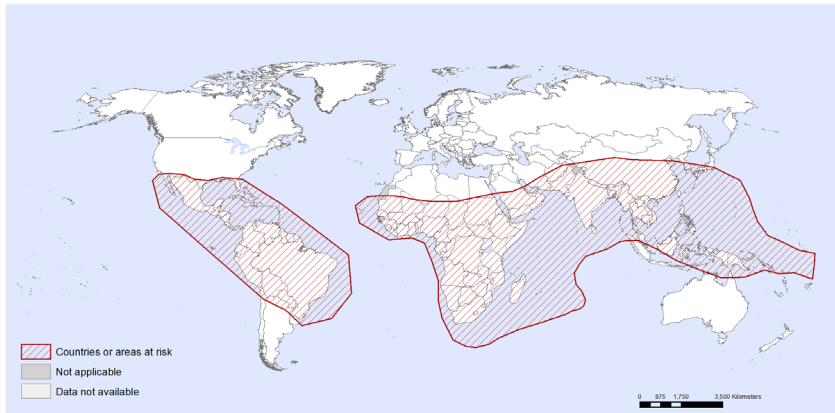 Countries or areas at risk
Not applicable
Data not available
0 875 1,750 3,500 Kilometers